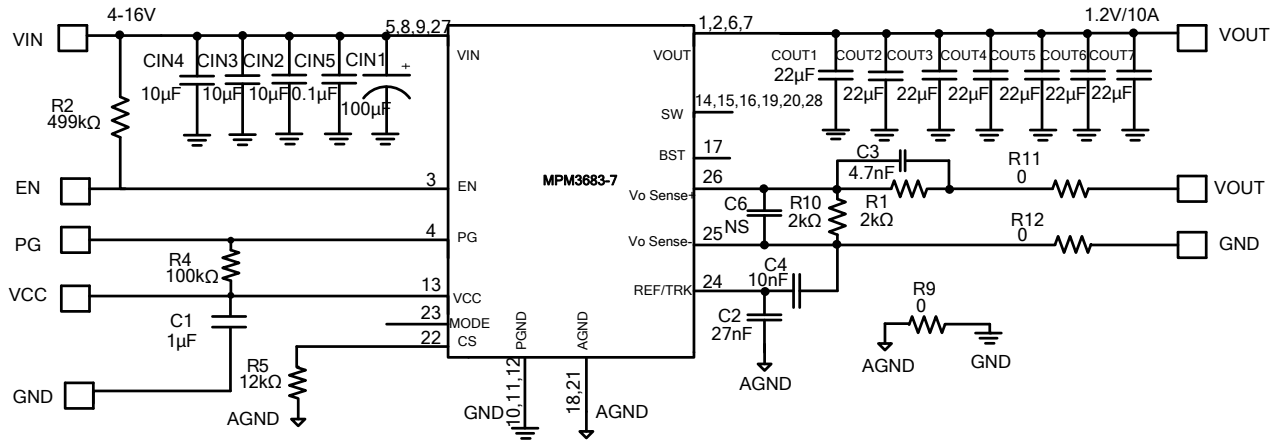 4-16V
5,8,9,27
1,2,6,7
1.2V/10A
VIN
VIN
VOUT
VOUT
CIN4
CIN3
CIN2
CIN5
CIN1
+
10µF
10µF
10µF
0.1µF
100µF
COUT1
COUT2
COUT3
COUT4
COUT5
COUT6
COUT7
22µF
22µF
22µF
22µF
22µF
22µF
22µF
R2
499kΩ
14,15,16,19,20,28
SW
17
BST
EN
3
EN
MPM3683-7
26
Vo Sense+
C3
4.7nF
R11
0
VOUT
C6
NS
R10
2kΩ
R1
2kΩ
R12
0
PG
4
PG
25
Vo Sense-
GND
R4
100kΩ
C4
10nF
VCC
13
VCC
24
REF/TRK
R9
0
C1
1µF
23
MODE
22
CS
PGND
AGND
C2
27nF
AGND
GND
R5
12kΩ
AGND
GND
AGND
GND
10,11,12
18,21
AGND